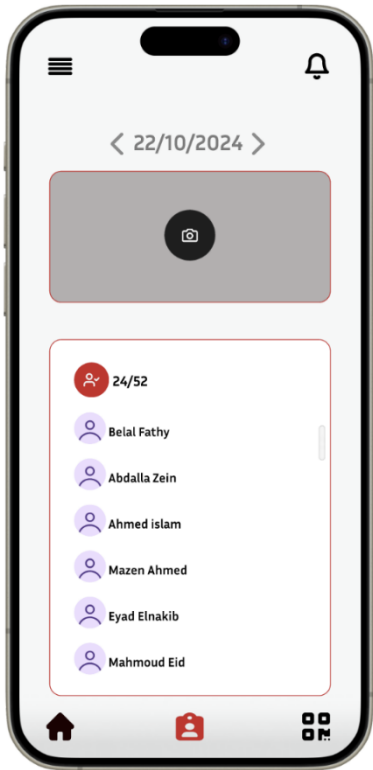 22/10/2024
24/52
Belal Fathy
Abdalla Zein
Ahmed islam
Mazen Ahmed
Eyad Elnakib
Mahmoud Eid